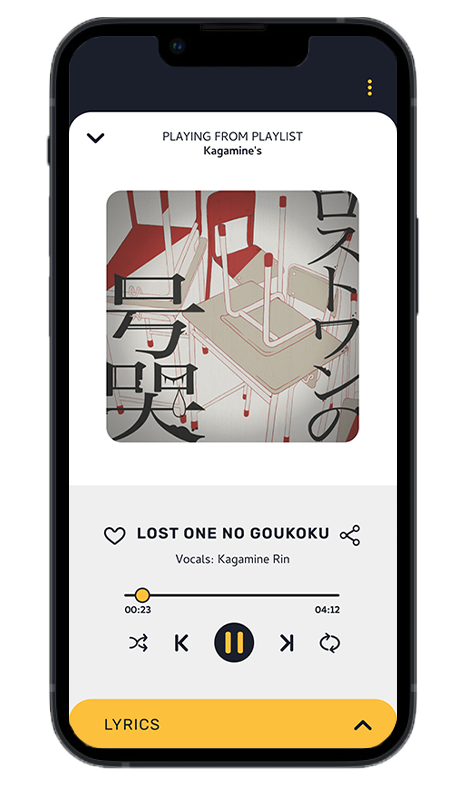 PLAYING FROM PLAYLIST
Kagamine's
ロストワンの
号哭
LOST ONE NO GOUKOKU
Vocals: Kagamine Rin
00:23 04:12
LYRICS